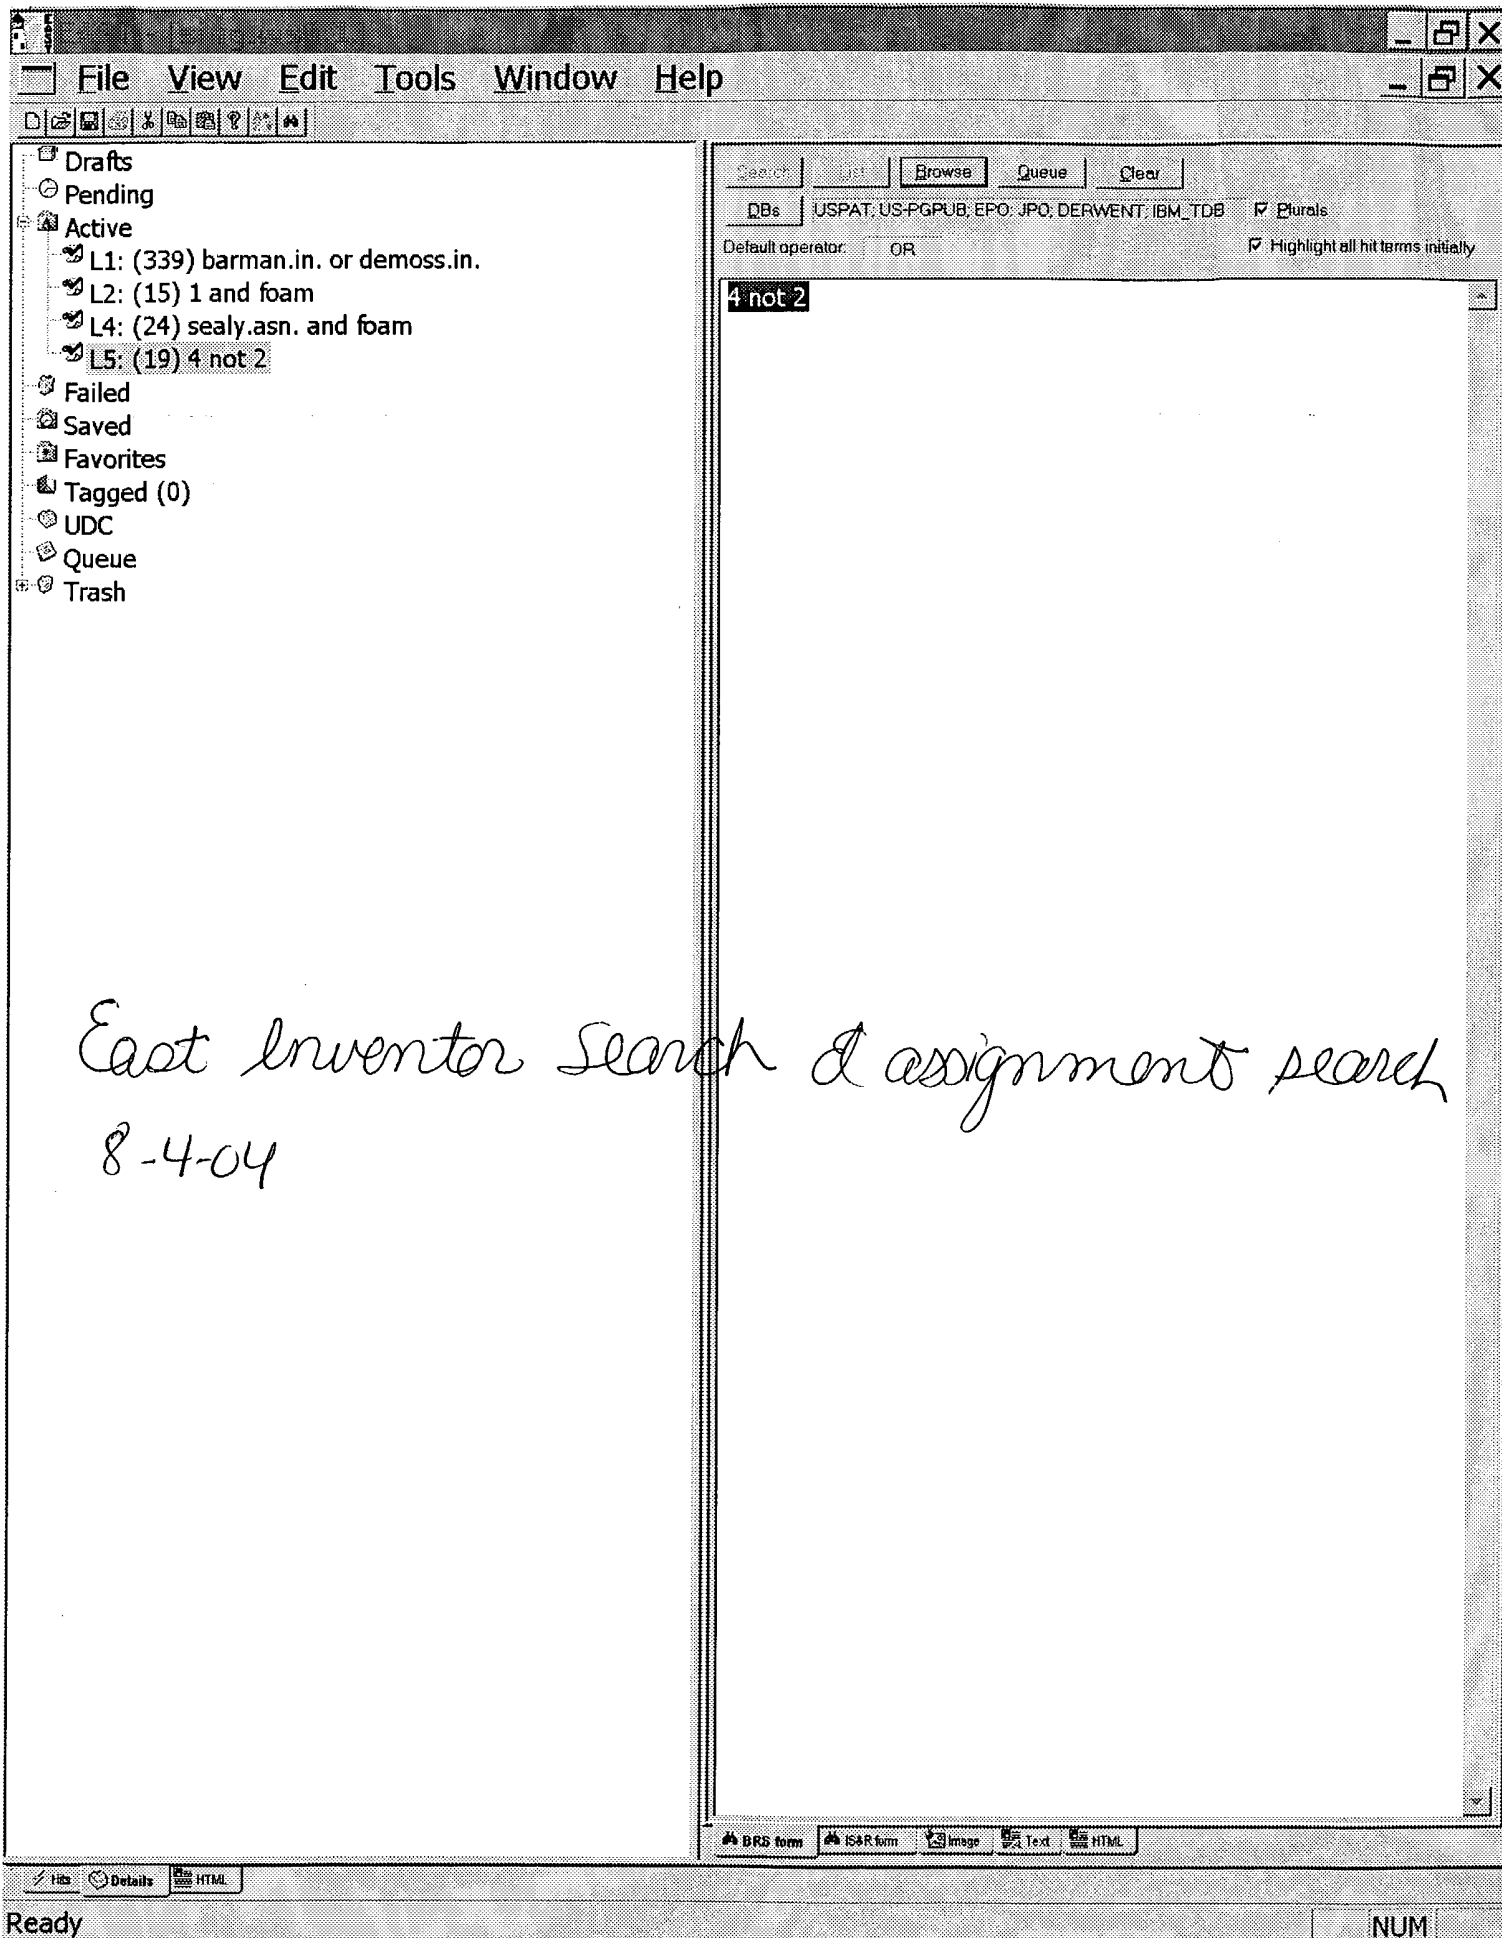 File View Edit Tools Window Help
Drafts
Pending
Active
L1: (339) barman.in. or demoss.in.
L2: (15) 1 and foam
L4: (24) sealy.asn. and foam
L5: (19) 4 not 2
Failed
Saved
Favorites
Tagged (0)
UDC
Queue
Trash
Search List Browse Queue Clear
DBs USPAT; US-PGPUB; EPO; JPO; DERWENT; IBM_TDB Plurals
Default operator: OR Highlight all hit terms initially
4 not 2
East Inventor Search & assignment search
8-4-04
BRS form IS&R form Image Text HTML
Hits Details HTML
Ready NUM